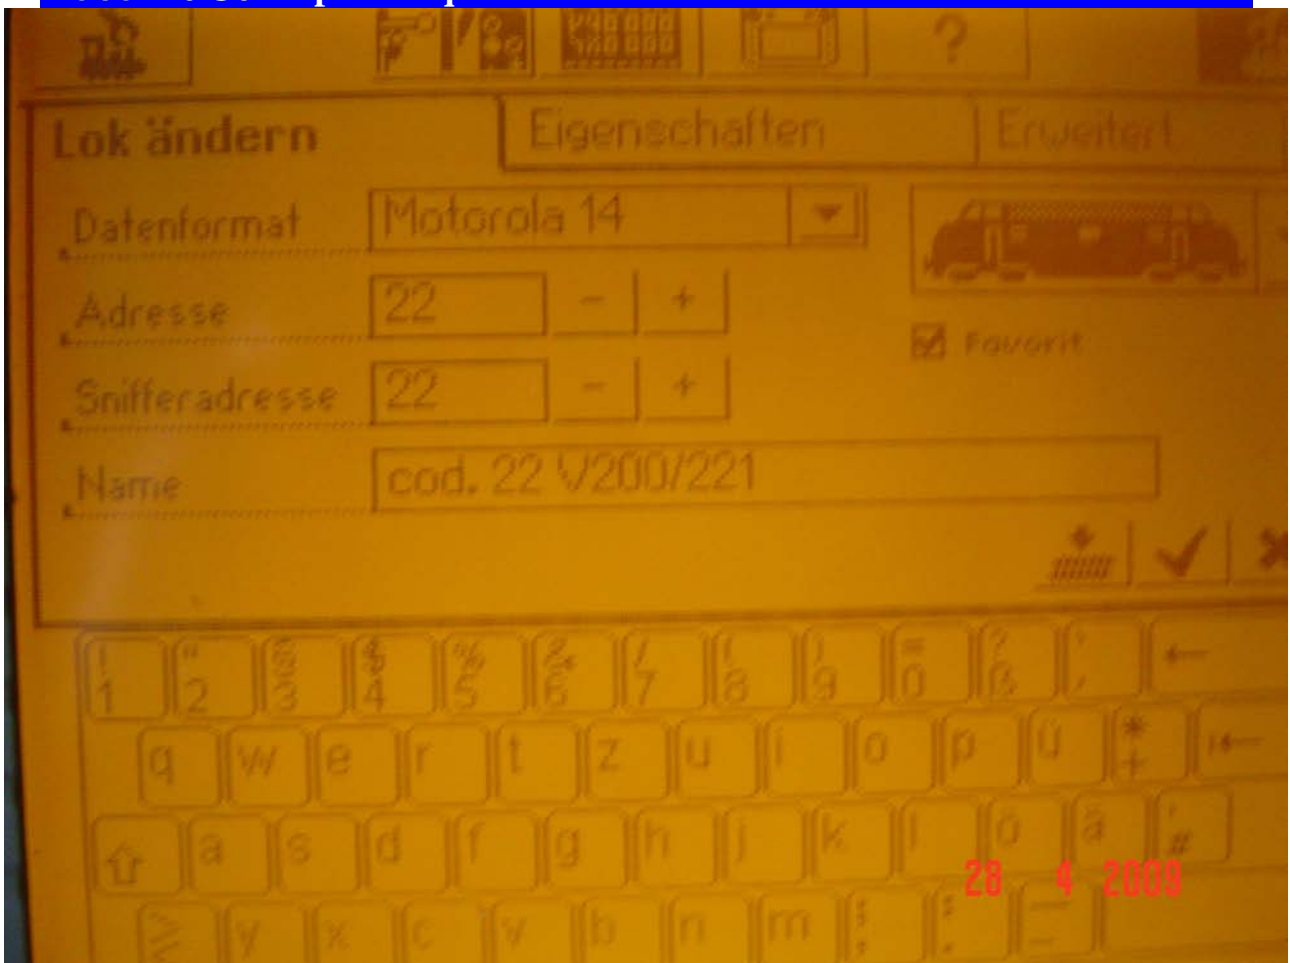 ?
Lok ändern
Eigenschaften
Erweitert
Datenformat
Motorola 14
Adresse
22
- +
Snifferadresse
22
- +
Favorit
Name
cod. 22 V200/221
! " § $ % & / ( ) = ? `
1 2 3 4 5 6 7 8 9 0 ß ´ ←
q w e r t z u i o p ü * +
a s d f g h j k l ö ä ' #
> < y x c v b n m ; , : . _ -
28 4 2009